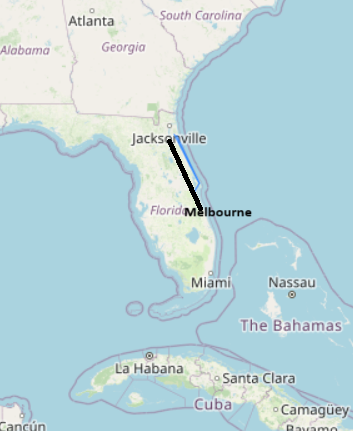 South Carolina
Atlanta
Alabama
Georgia
Jacksonville
Florida
Melbourne
Miami
Nassau
The Bahamas
La Habana
Santa Clara
Cuba
Camagüey
Bayamo
Cancún